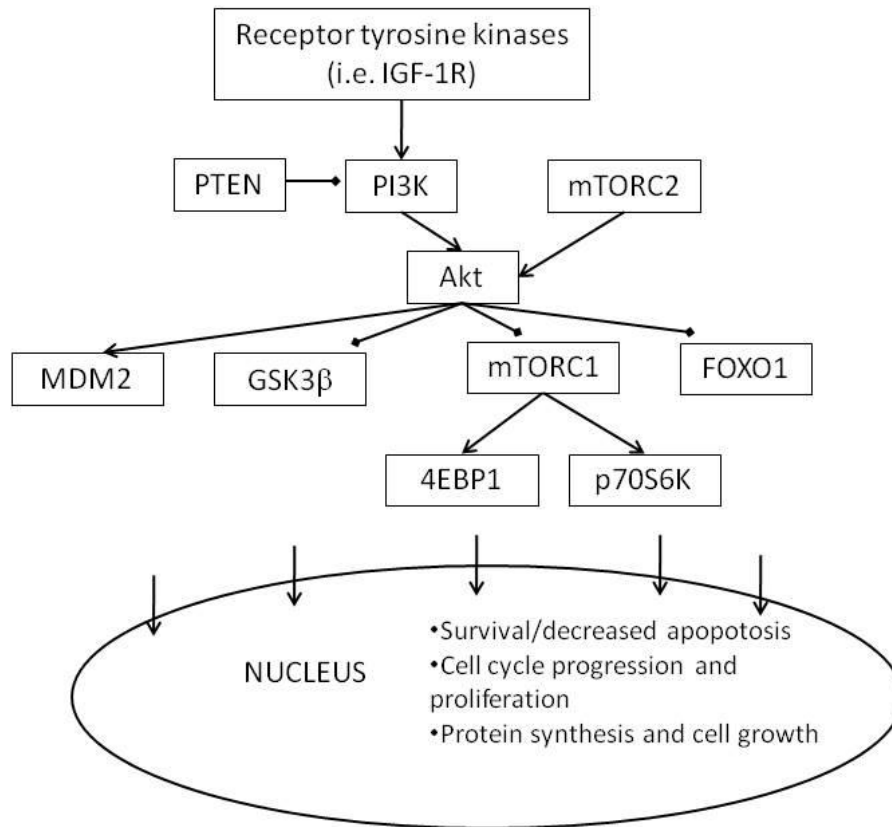 Receptor tyrosine kinases
(i.e. IGF-1R)
PTEN
PI3K
mTORC2
Akt
MDM2
GSK3β
mTORC1
FOXO1
4EBP1
p70S6K
NUCLEUS
•Survival/decreased apopotosis
•Cell cycle progression and
proliferation
•Protein synthesis and cell growth